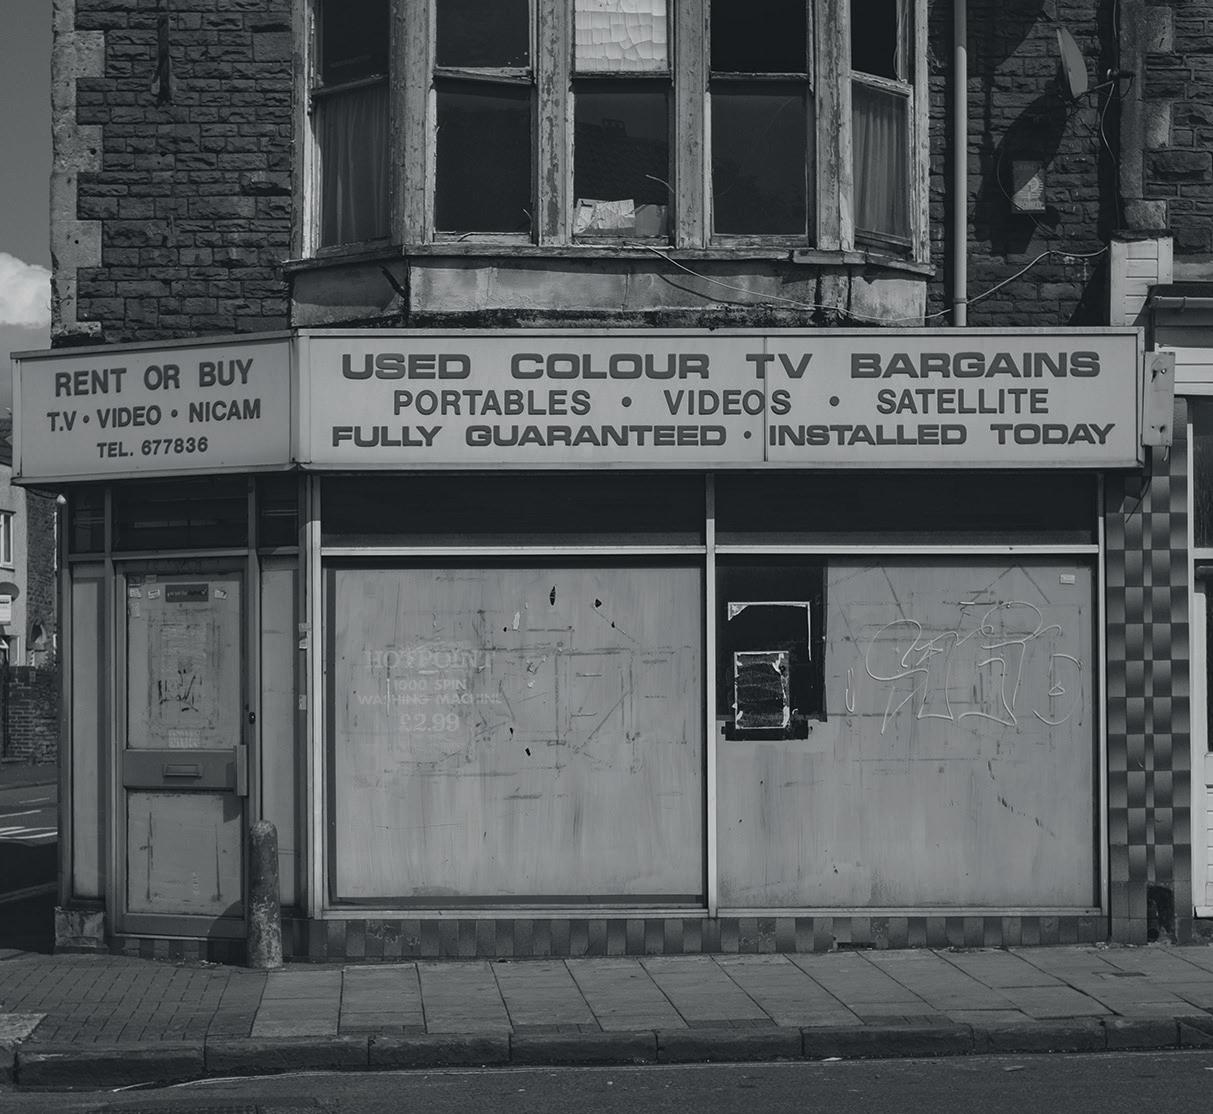 RENT OR BUY
T.V • VIDEO • NICAM
TEL. 677836
USED COLOUR TV BARGAINS
PORTABLES • VIDEOS • SATELLITE
FULLY GUARANTEED • INSTALLED TODAY
HOTPOINT
1000 SPIN
WASHING MACHINE
£2.99